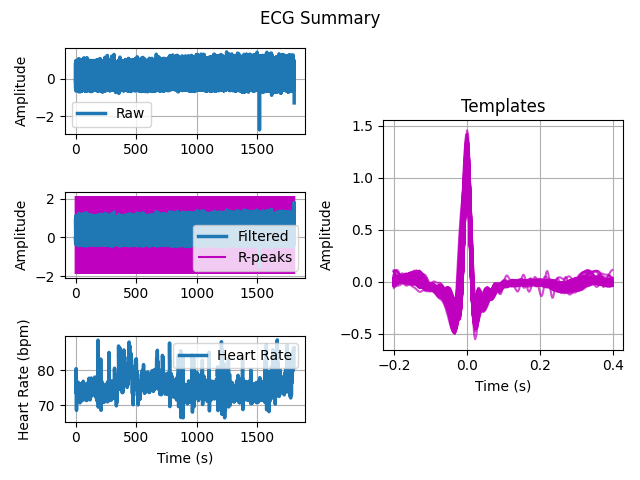 ECG Summary
Amplitude
0
−2
Raw
0 500 1000 1500
Amplitude
2
0
−2
Filtered
R-peaks
0 500 1000 1500
Heart Rate (bpm)
80
70
Heart Rate
0 500 1000 1500
Time (s)
Templates
Amplitude
1.5
1.0
0.5
0.0
−0.5
−0.2 0.0 0.2 0.4
Time (s)